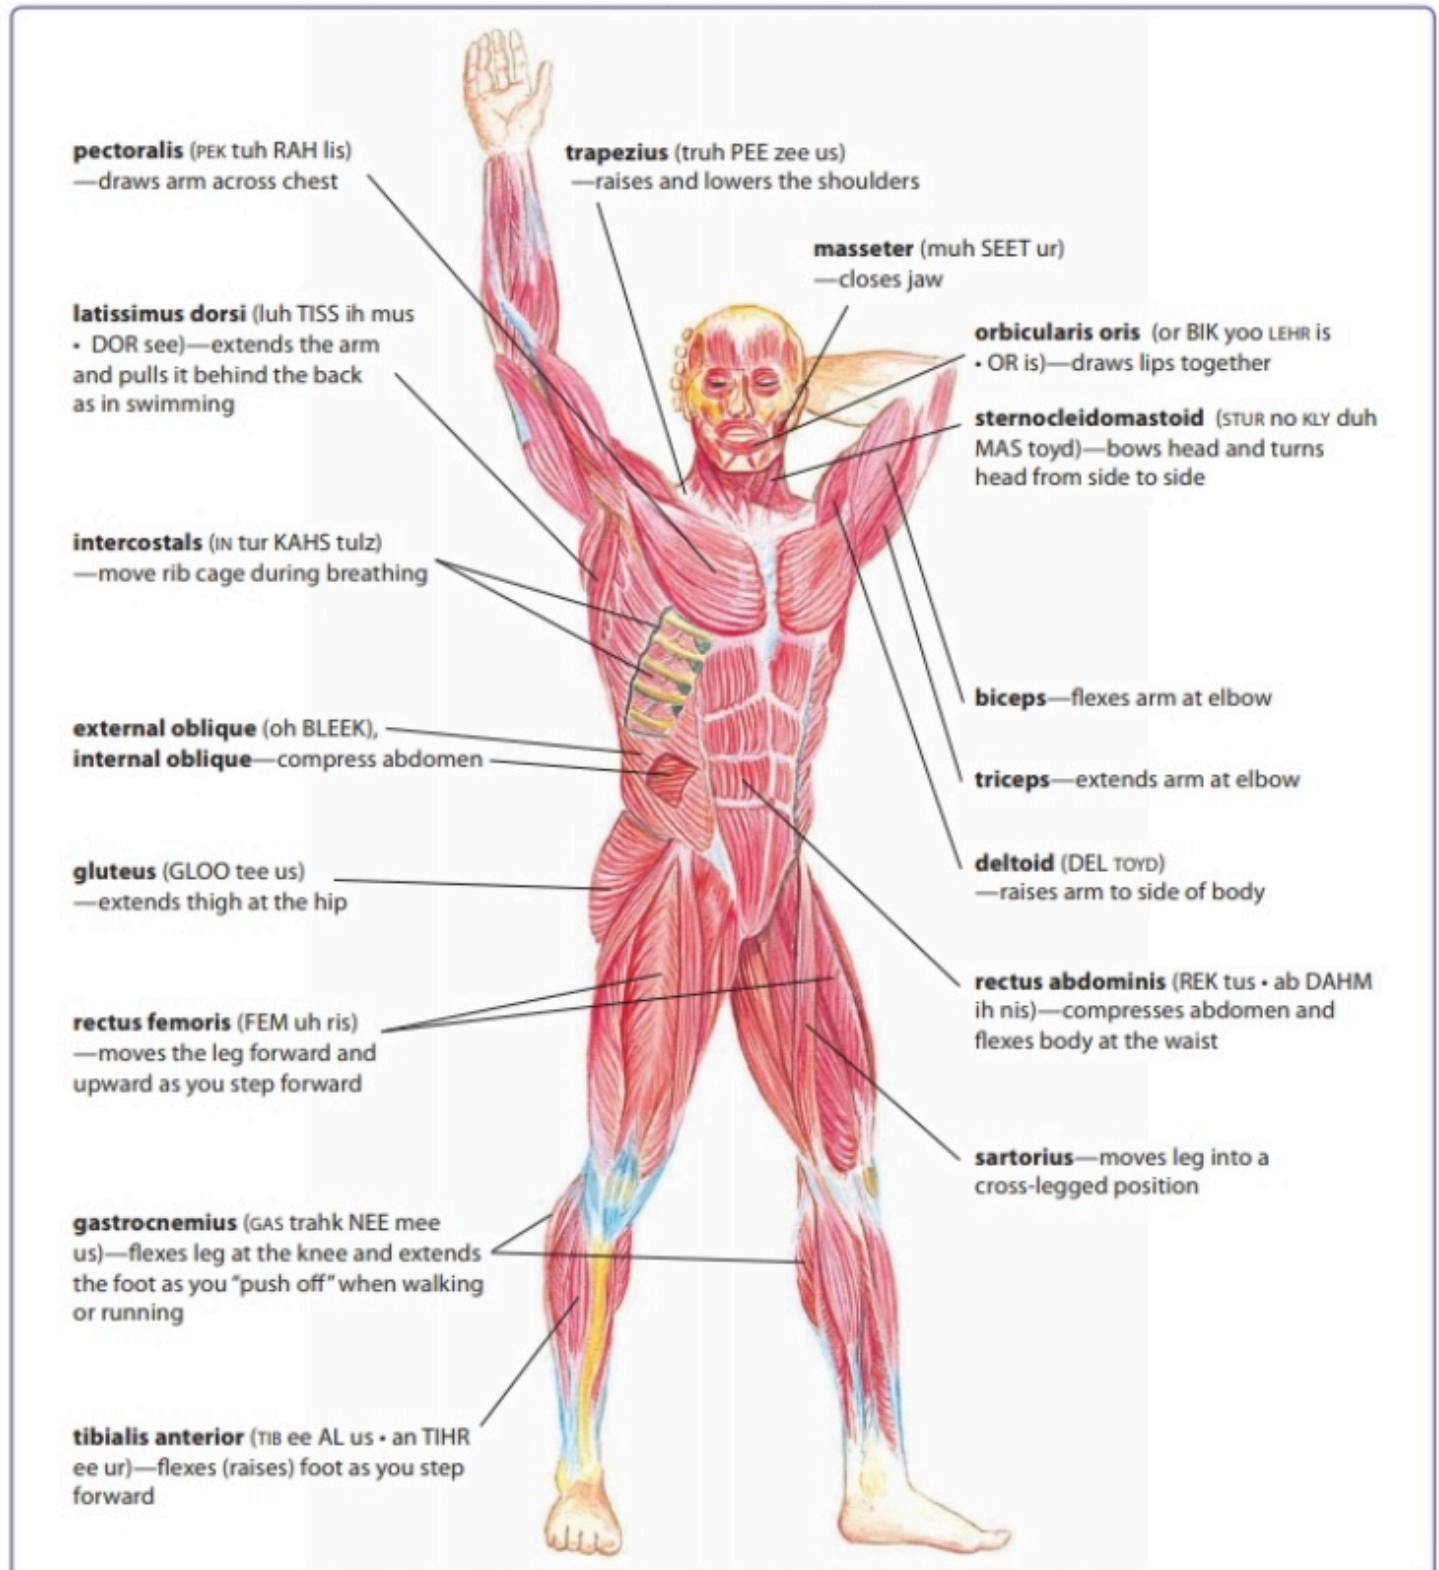 pectoralis (PEK tuh RAH lis)
—draws arm across chest
trapezius (truh PEE zee us)
—raises and lowers the shoulders
masseter (muh SEET ur)
—closes jaw
latissimus dorsi (luh TISS ih mus
• DOR see)—extends the arm
and pulls it behind the back
as in swimming
orbicularis oris (or BIK yoo LEHR is
• OR is)—draws lips together
sternocleidomastoid (STUR no KLY duh
MAS toyd)—bows head and turns
head from side to side
intercostals (IN tur KAHS tulz)
—move rib cage during breathing
external oblique (oh BLEEK),
internal oblique—compress abdomen
biceps—flexes arm at elbow
triceps—extends arm at elbow
gluteus (GLOO tee us)
—extends thigh at the hip
deltoid (DEL TOYD)
—raises arm to side of body
rectus femoris (FEM uh ris)
—moves the leg forward and
upward as you step forward
rectus abdominis (REK tus • ab DAHM
ih nis)—compresses abdomen and
flexes body at the waist
sartorius—moves leg into a
cross-legged position
gastrocnemius (GAS trahk NEE mee
us)—flexes leg at the knee and extends
the foot as you “push off” when walking
or running
tibialis anterior (TIB ee AL us • an TIHR
ee ur)—flexes (raises) foot as you step
forward